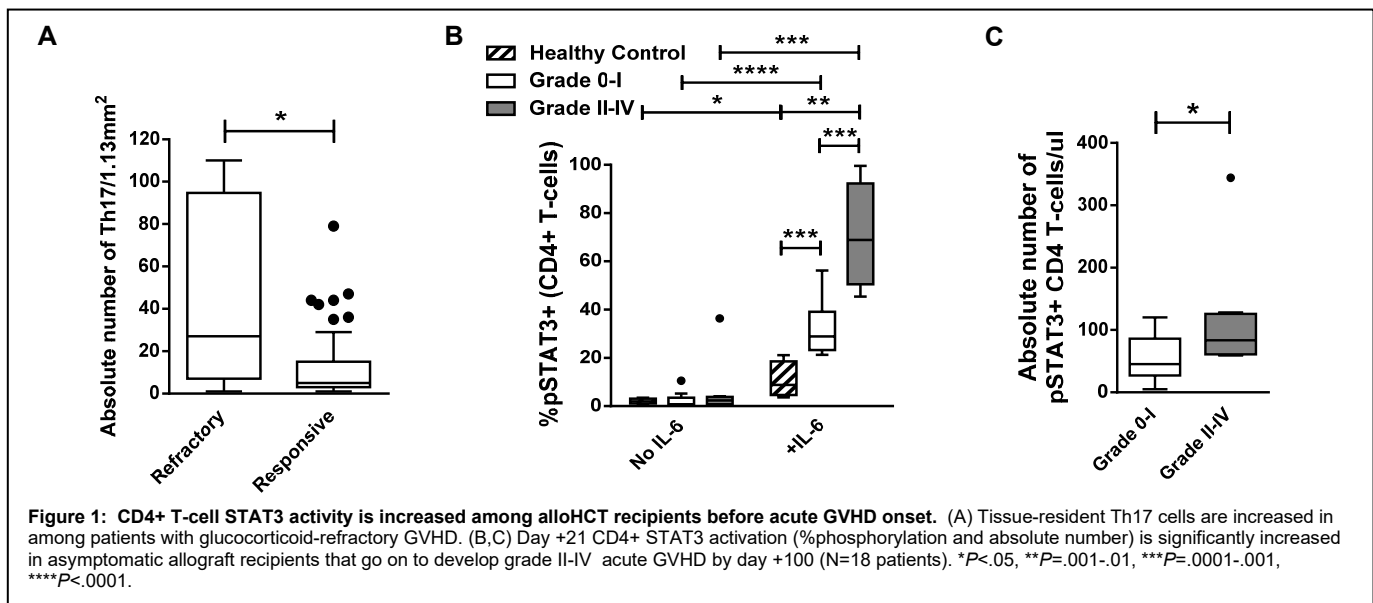 A
Absolute number of Th17/1.13mm²
120
100
80
60
40
20
0
*
Refractory
Responsive
B
Healthy Control
Grade 0-I
Grade II-IV
***
****
*
**
***
***
%pSTAT3+ (CD4+ T-cells)
100
80
60
40
20
0
No IL-6
+IL-6
C
Absolute number of
pSTAT3+ CD4 T-cells/ul
400
300
200
100
0
*
Grade 0-I
Grade II-IV
Figure 1: CD4+ T-cell STAT3 activity is increased among alloHCT recipients before acute GVHD onset. (A) Tissue-resident Th17 cells are increased in
among patients with glucocorticoid-refractory GVHD. (B,C) Day +21 CD4+ STAT3 activation (%phosphorylation and absolute number) is significantly increased
in asymptomatic allograft recipients that go on to develop grade II-IV acute GVHD by day +100 (N=18 patients). *P<.05, **P=.001-.01, ***P=.0001-.001,
****P<.0001.